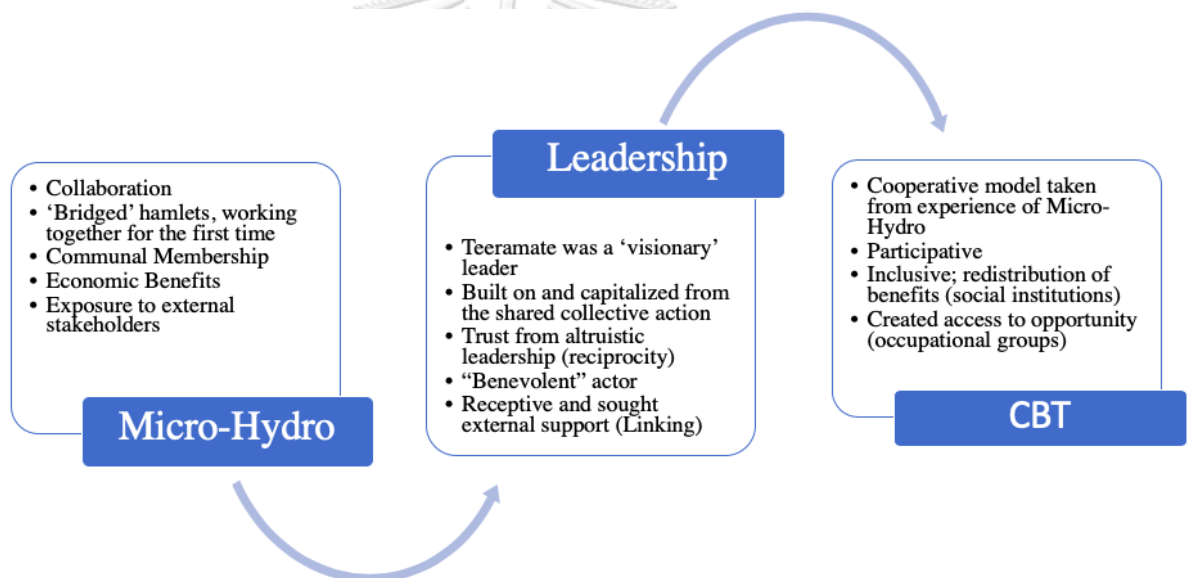 • Collaboration
• ‘Bridged’ hamlets, working
together for the first time
• Communal Membership
• Economic Benefits
• Exposure to external
stakeholders
Micro-Hydro
Leadership
• Teeramate was a ‘visionary’
leader
• Built on and capitalized from
the shared collective action
• Trust from altruistic
leadership (reciprocity)
• “Benevolent” actor
• Receptive and sought
external support (Linking)
• Cooperative model taken
from experience of Micro-
Hydro
• Participative
• Inclusive; redistribution of
benefits (social institutions)
• Created access to opportunity
(occupational groups)
CBT